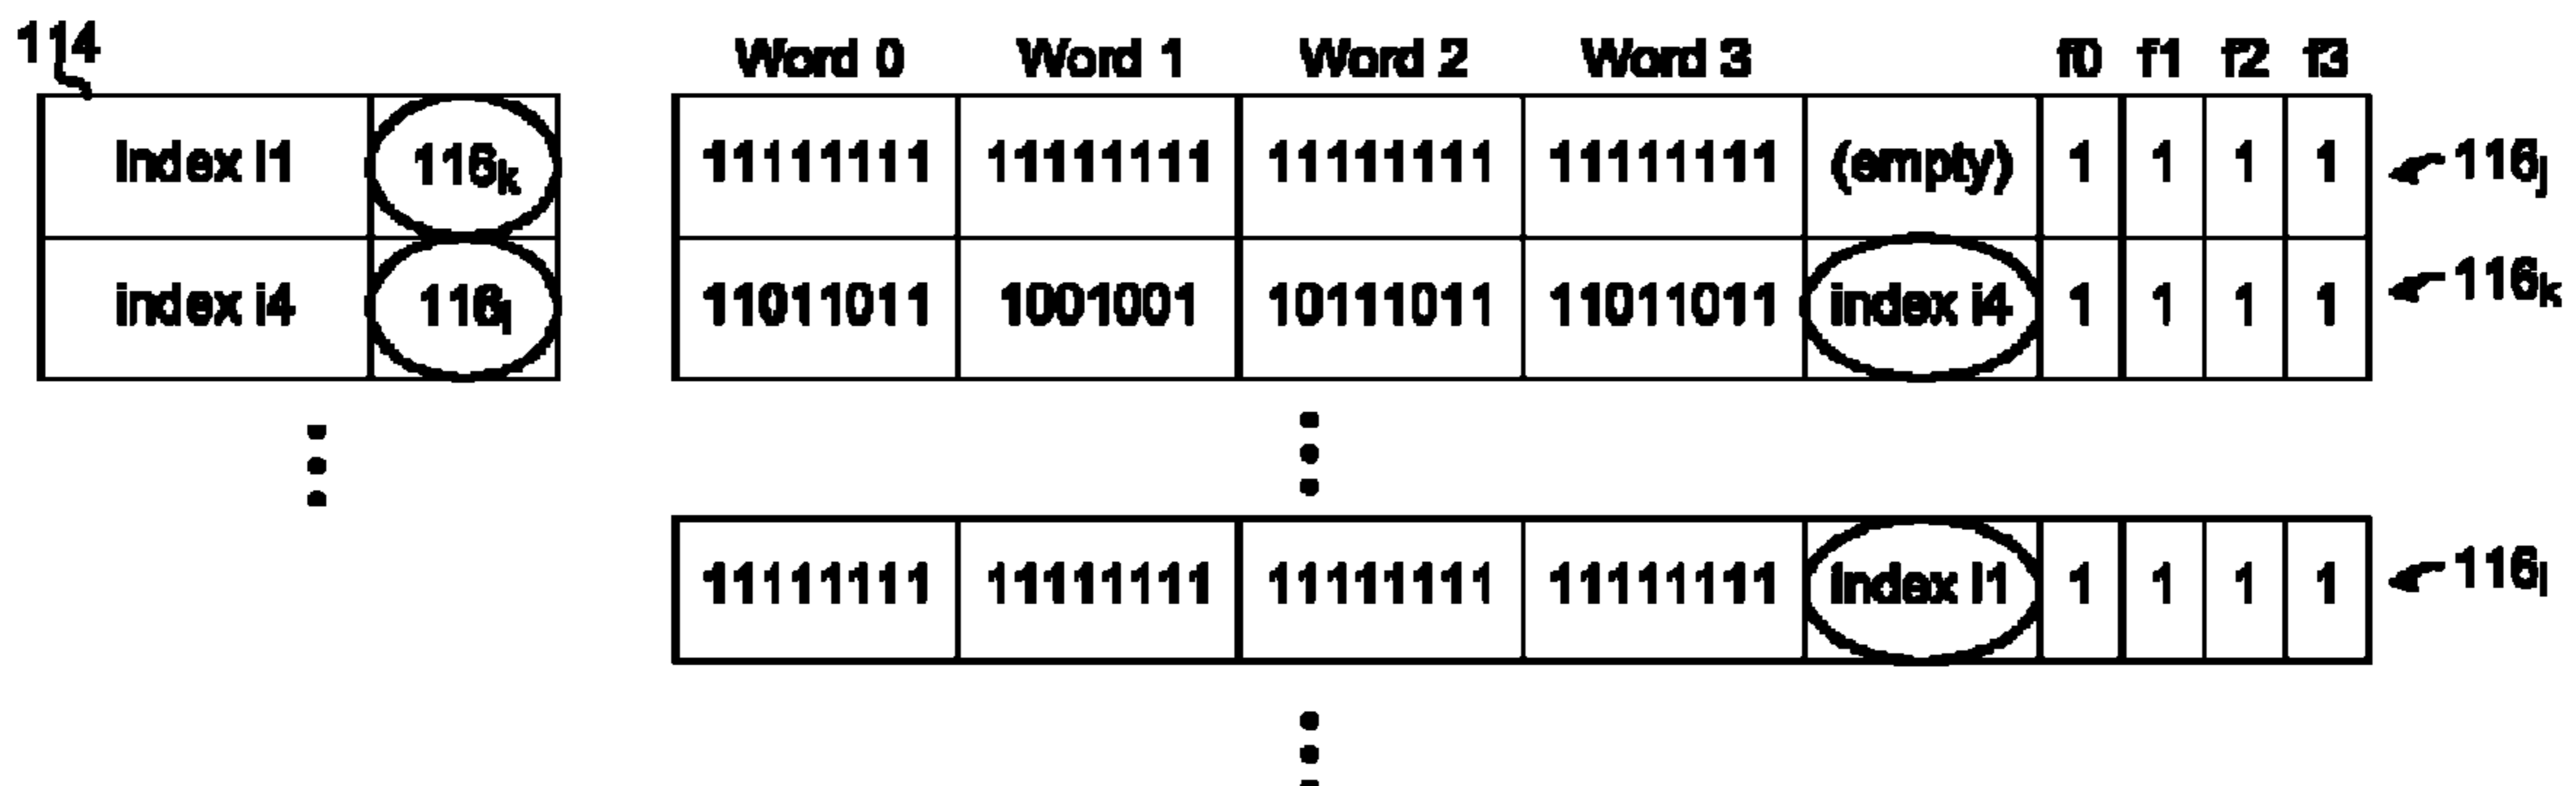 114
Word 0 Word 1 Word 2 Word 3 f0 f1 f2 f3
index i1 116k 11111111 11111111 11111111 11111111 (empty) 1 1 1 1 116j
index i4 116l 11011011 1001001 10111011 11011011 index i4 1 1 1 1 116k
11111111 11111111 11111111 11111111 index i1 1 1 1 1 116l